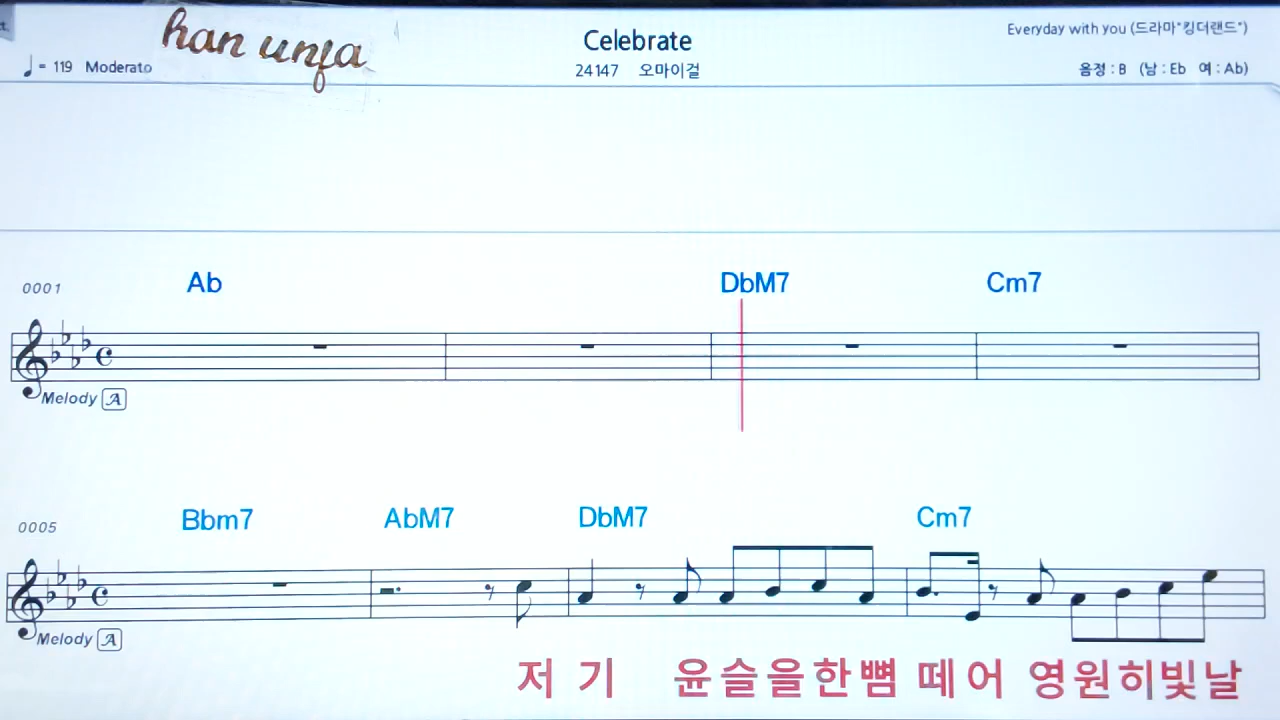 han unfa
Celebrate
Everyday with you (드라마"킹더랜드")
♩ = 119 Moderato
24147 오마이걸
음정 : B (남 : Eb 여 : Ab)
0001
Ab DbM7 Cm7
Melody A
0005
Bbm7 AbM7 DbM7 Cm7
Melody A
저 기 윤슬을한뼘 떼어 영원히빛날